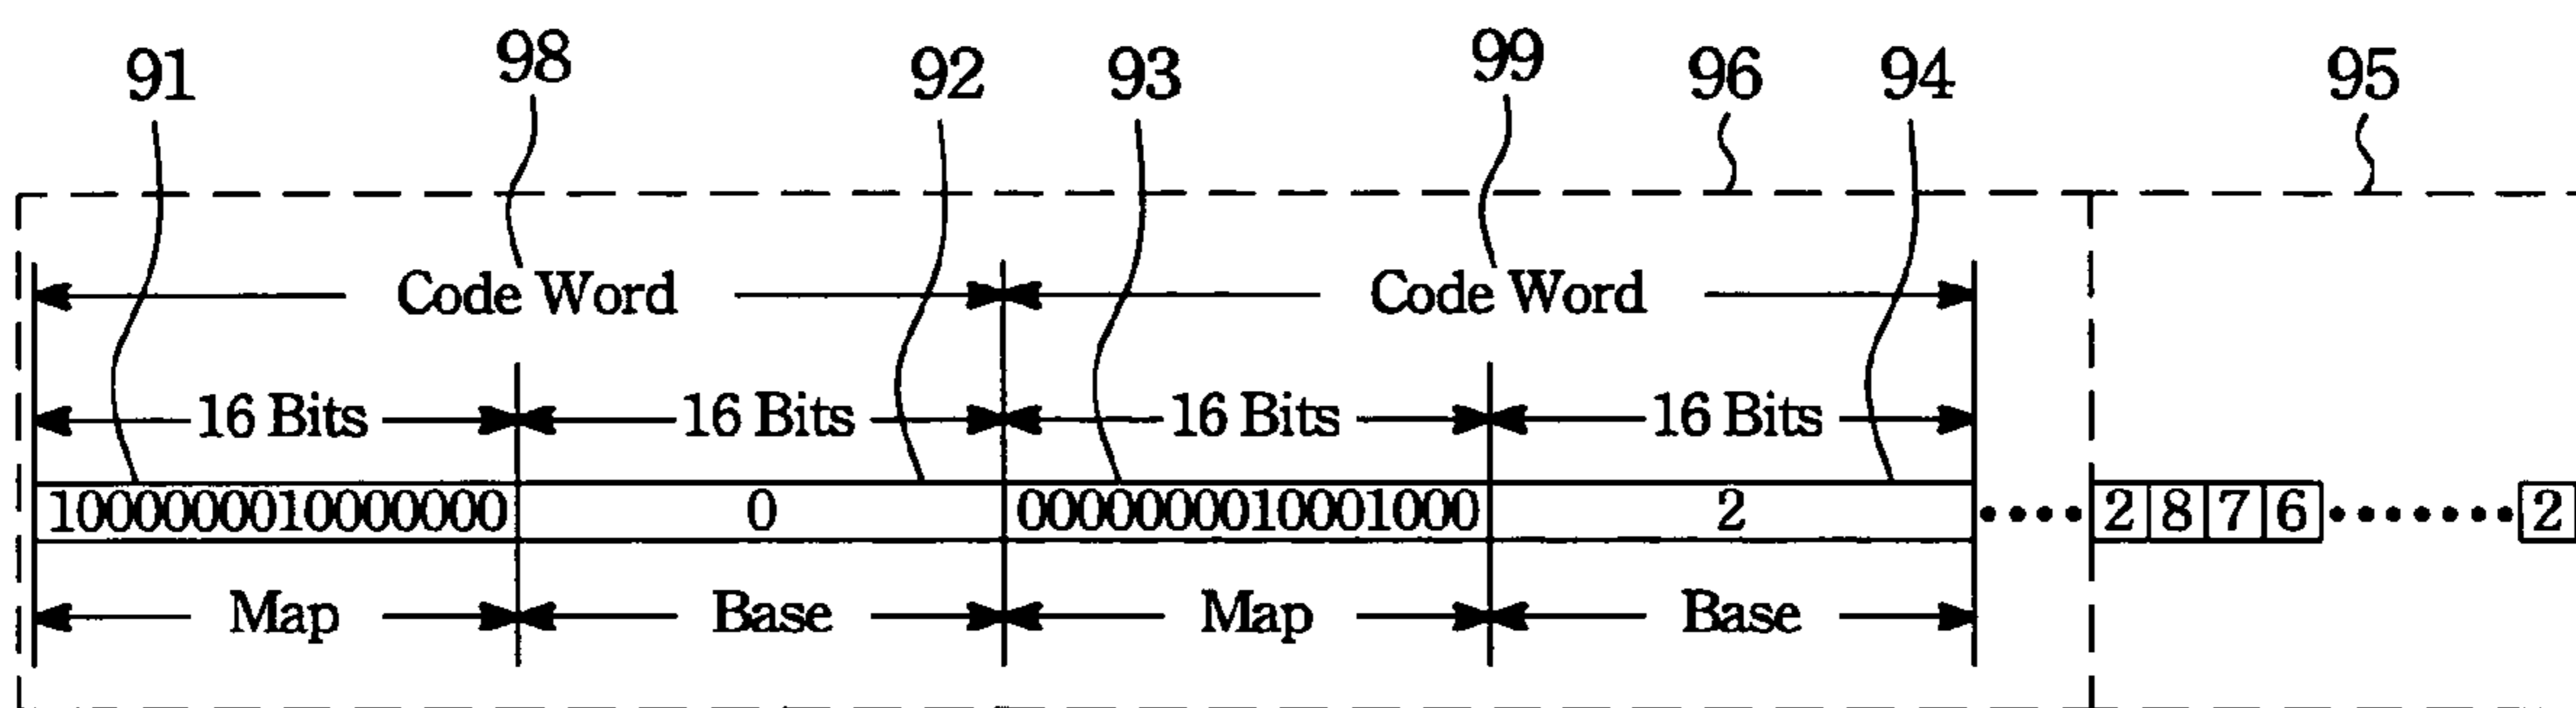 91 98 92 93 99 96 94 95
Code Word Code Word
16 Bits 16 Bits 16 Bits 16 Bits
1000000010000000 0 0000000010001000 2 2 8 7 6 2
Map Base Map Base